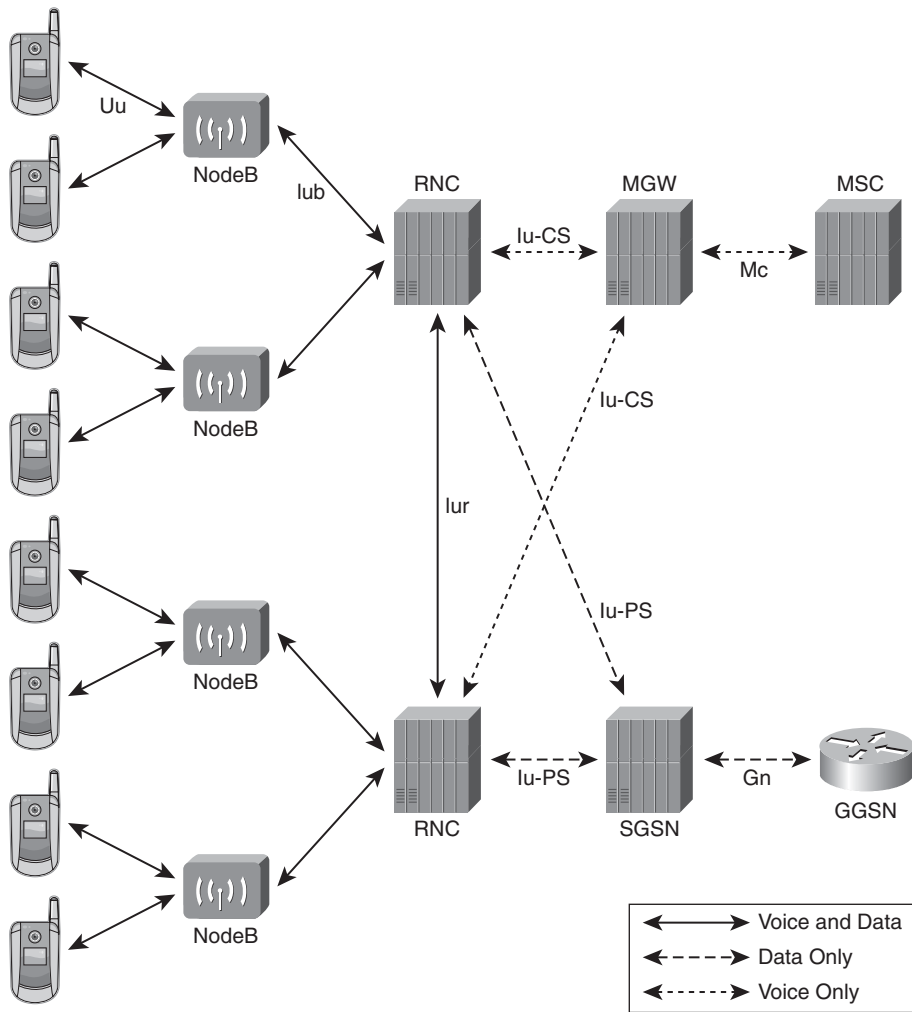 Uu
NodeB
Iub
RNC
MGW
MSC
Iu-CS
Mc
NodeB
Iu-CS
Iur
Iu-PS
NodeB
Iu-PS
Gn
RNC
SGSN
GGSN
NodeB
Voice and Data
Data Only
Voice Only